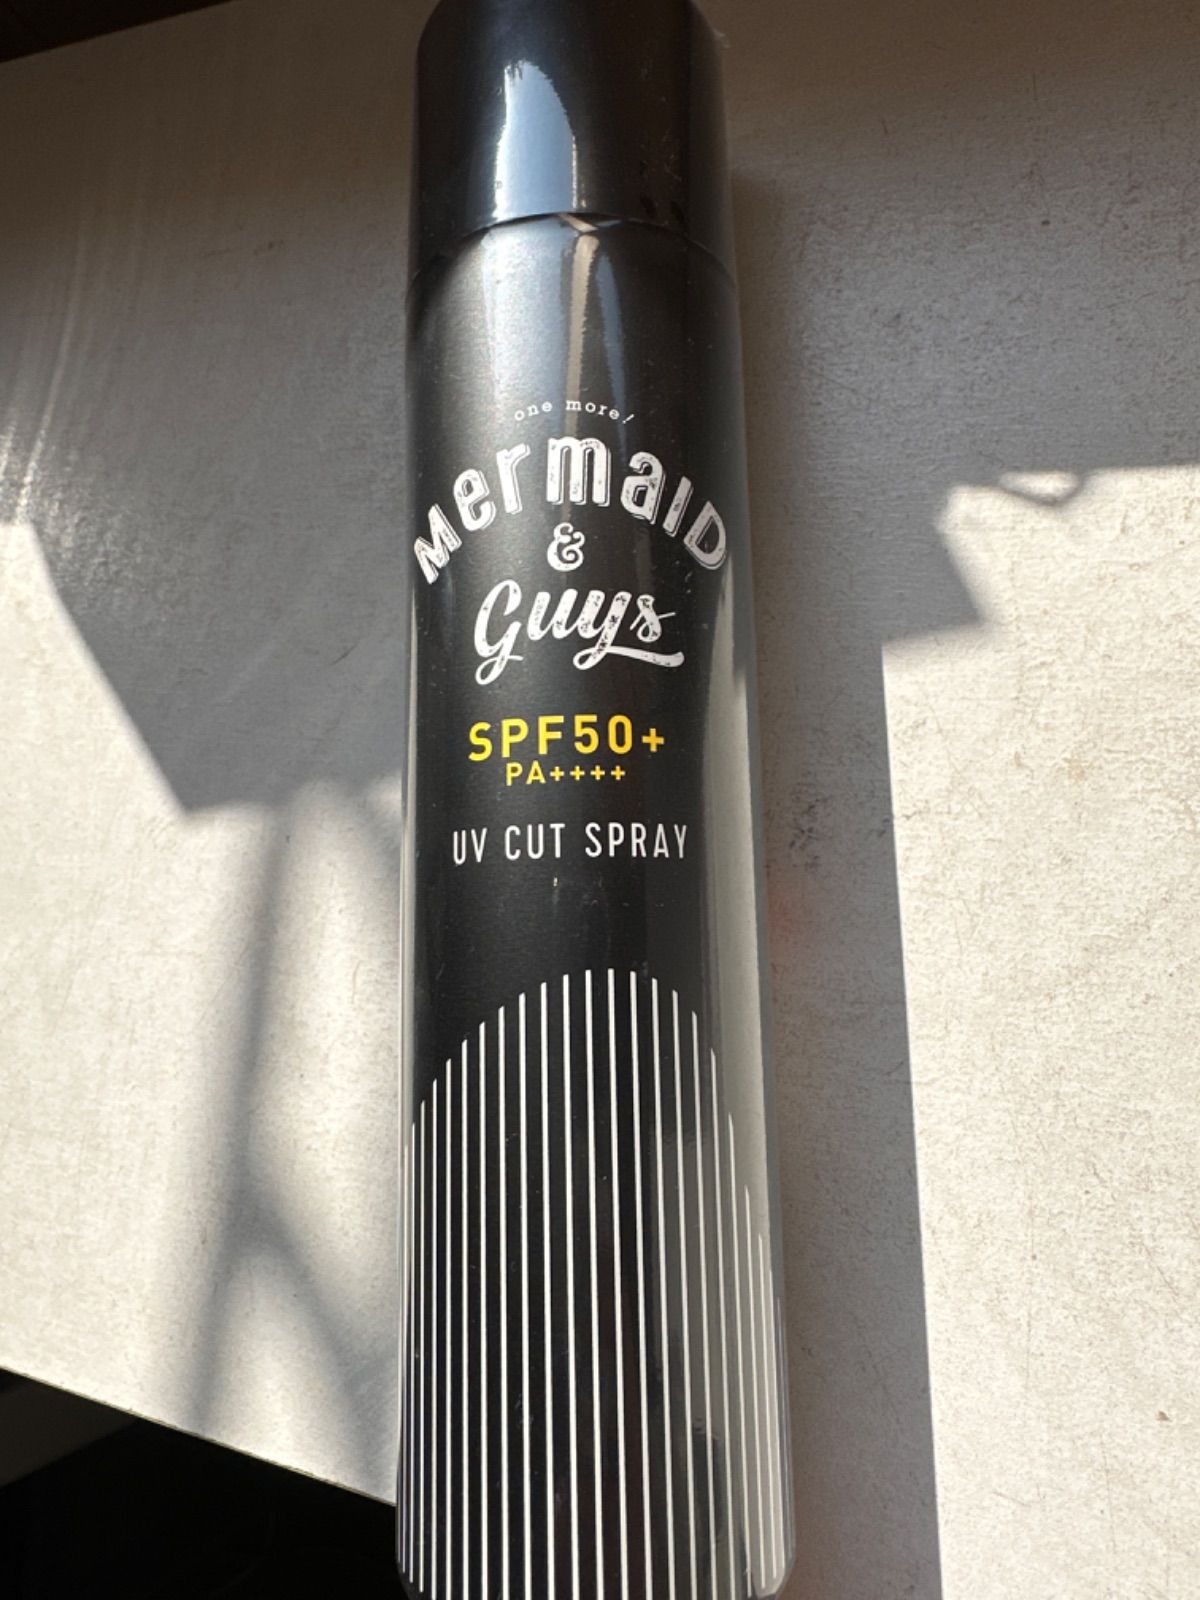 one more!
mermaid
&
Guys
SPF50+
PA++++
UV CUT SPRAY